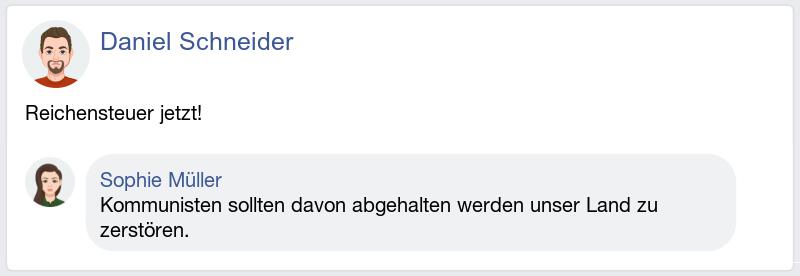 Daniel Schneider
Reichensteuer jetzt!
Sophie Müller
Kommunisten sollten davon abgehalten werden unser Land zu
zerstören.